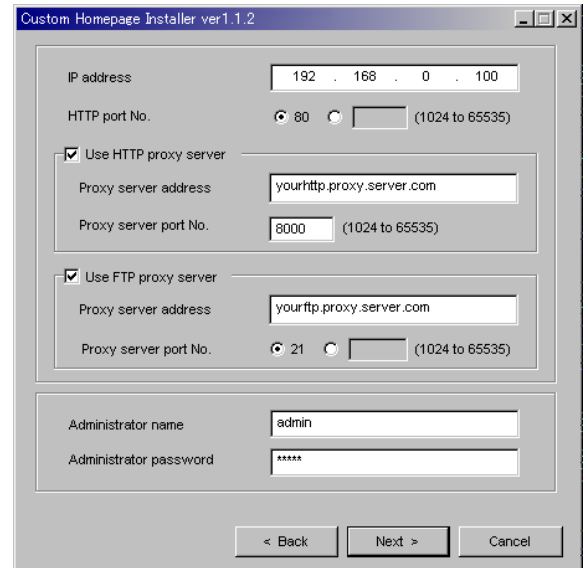 Custom Homepage Installer ver1.1.2
IP address 192 . 168 . 0 . 100
HTTP port No. 80 (1024 to 65535)
Use HTTP proxy server
Proxy server address yourhttp.proxy.server.com
Proxy server port No. 8000 (1024 to 65535)
Use FTP proxy server
Proxy server address yourftp.proxy.server.com
Proxy server port No. 21 (1024 to 65535)
Administrator name admin
Administrator password *****
< Back Next > Cancel